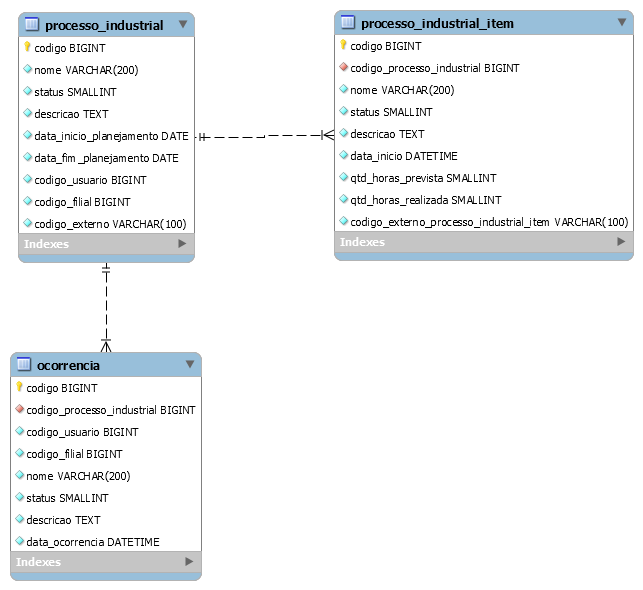 processo_industrial
codigo BIGINT
nome VARCHAR(200)
status SMALLINT
descricao TEXT
data_inicio_planejamento DATE
data_fim_planejamento DATE
codigo_usuario BIGINT
codigo_filial BIGINT
codigo_externo VARCHAR(100)
Indexes
processo_industrial_item
codigo BIGINT
codigo_processo_industrial BIGINT
nome VARCHAR(200)
status SMALLINT
descricao TEXT
data_inicio DATETIME
qtd_horas_prevista SMALLINT
qtd_horas_realizada SMALLINT
codigo_externo_processo_industrial_item VARCHAR(100)
Indexes
ocorrencia
codigo BIGINT
codigo_processo_industrial BIGINT
codigo_usuario BIGINT
codigo_filial BIGINT
nome VARCHAR(200)
status SMALLINT
descricao TEXT
data_ocorrencia DATETIME
Indexes